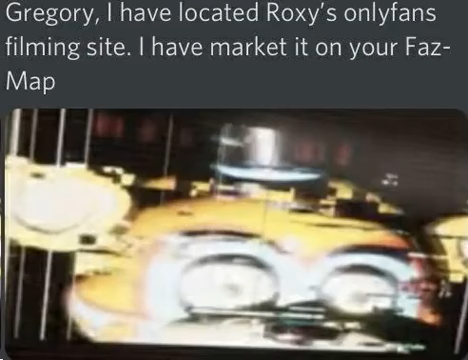 Gregory, I have located Roxy's onlyfans
filming site. I have market it on your Faz-
Map